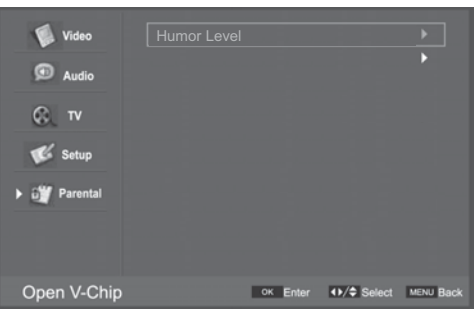 Video
Audio
TV
Setup
Parental
Humor Level
Open V-Chip
OK Enter Select MENU Back